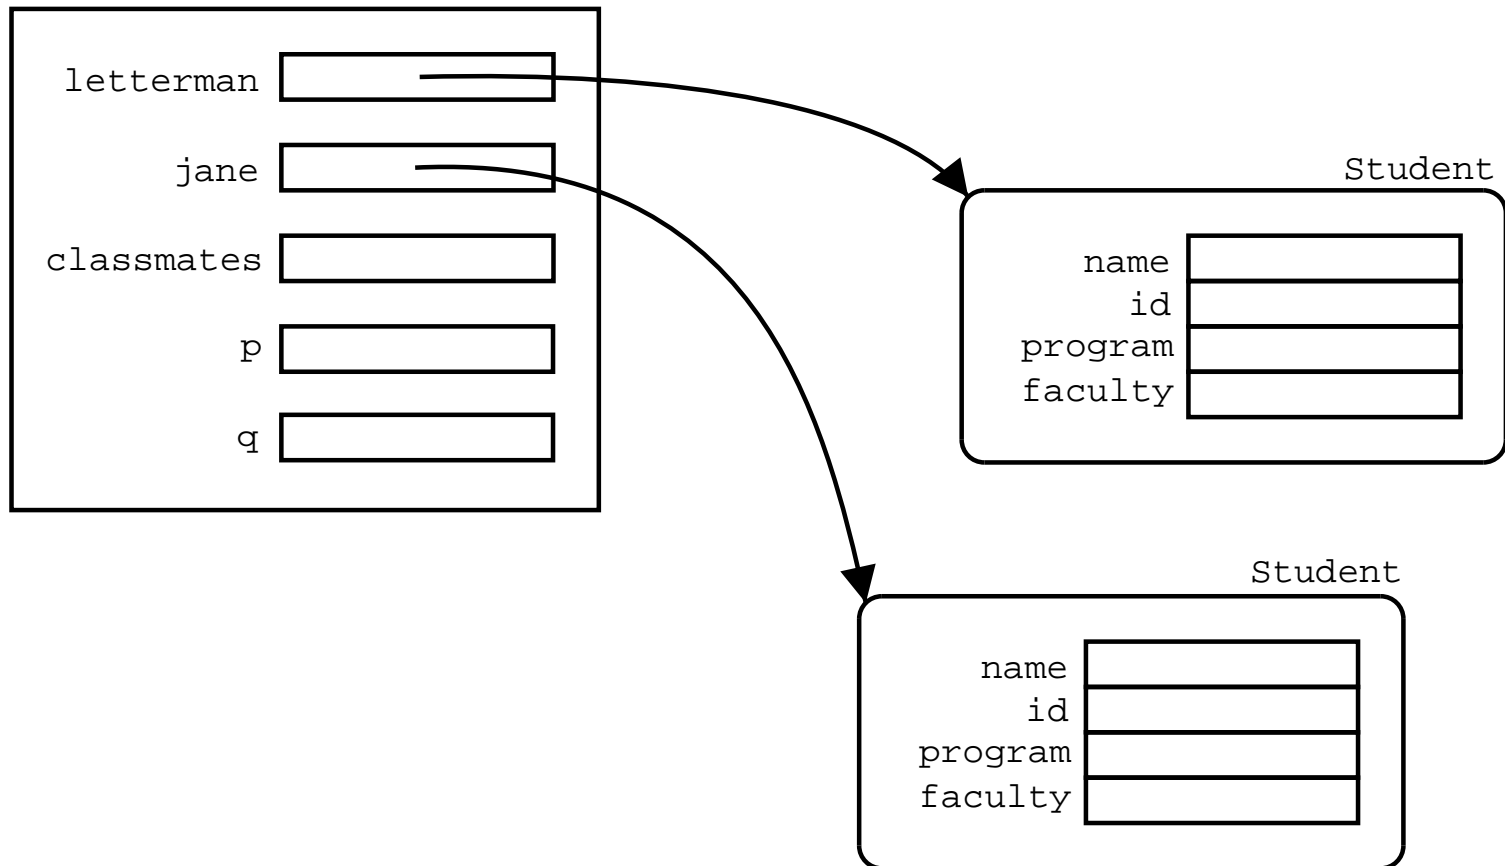 letterman
jane
classmates
p
q
Student
name
id
program
faculty
Student
name
id
program
faculty